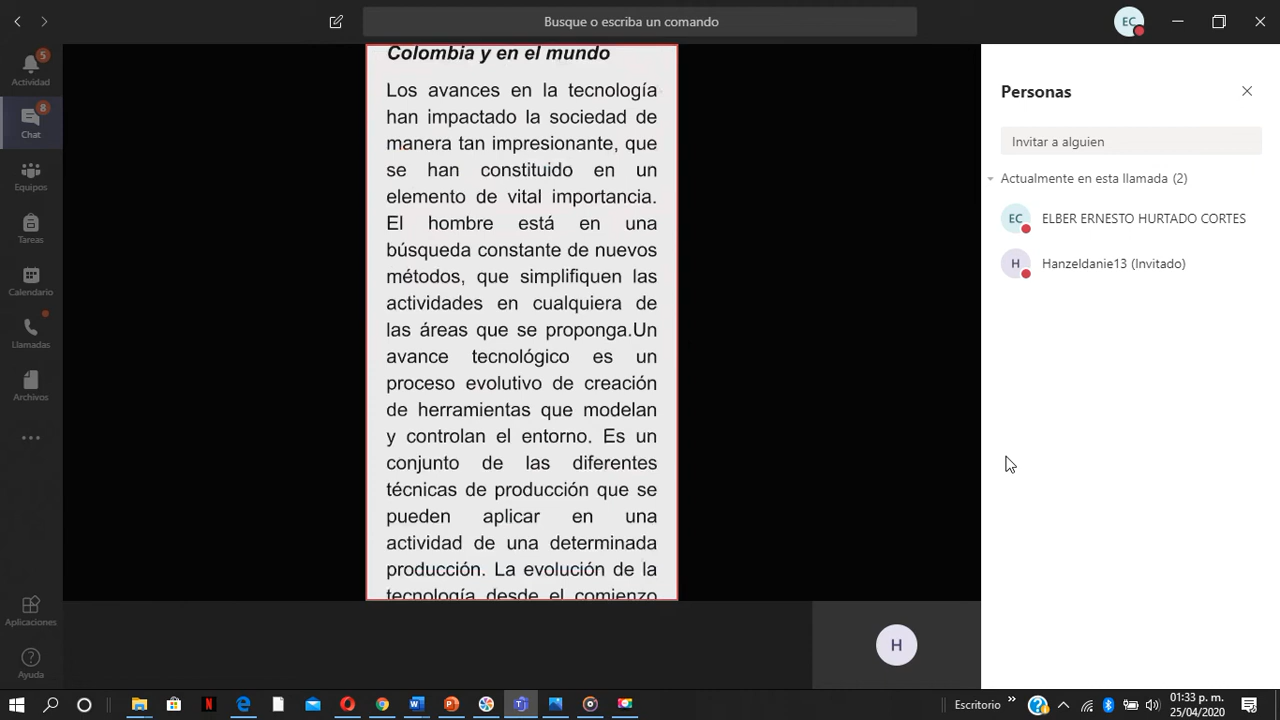 Busque o escriba un comando
EC
5
Actividad
8
Chat
Equipos
Tareas
Calendario
Llamadas
Archivos
Aplicaciones
Ayuda
Colombia y en el mundo
Los avances en la tecnología
han impactado la sociedad de
manera tan impresionante, que
se han constituido en un
elemento de vital importancia.
El hombre está en una
búsqueda constante de nuevos
métodos, que simplifiquen las
actividades en cualquiera de
las áreas que se proponga.Un
avance tecnológico es un
proceso evolutivo de creación
de herramientas que modelan
y controlan el entorno. Es un
conjunto de las diferentes
técnicas de producción que se
pueden aplicar en una
actividad de una determinada
producción. La evolución de la
tecnología desde el comienzo
H
Personas
Invitar a alguien
Actualmente en esta llamada (2)
EC ELBER ERNESTO HURTADO CORTES
H Hanzeldanie13 (Invitado)
Escritorio
01:33 p. m.
25/04/2020